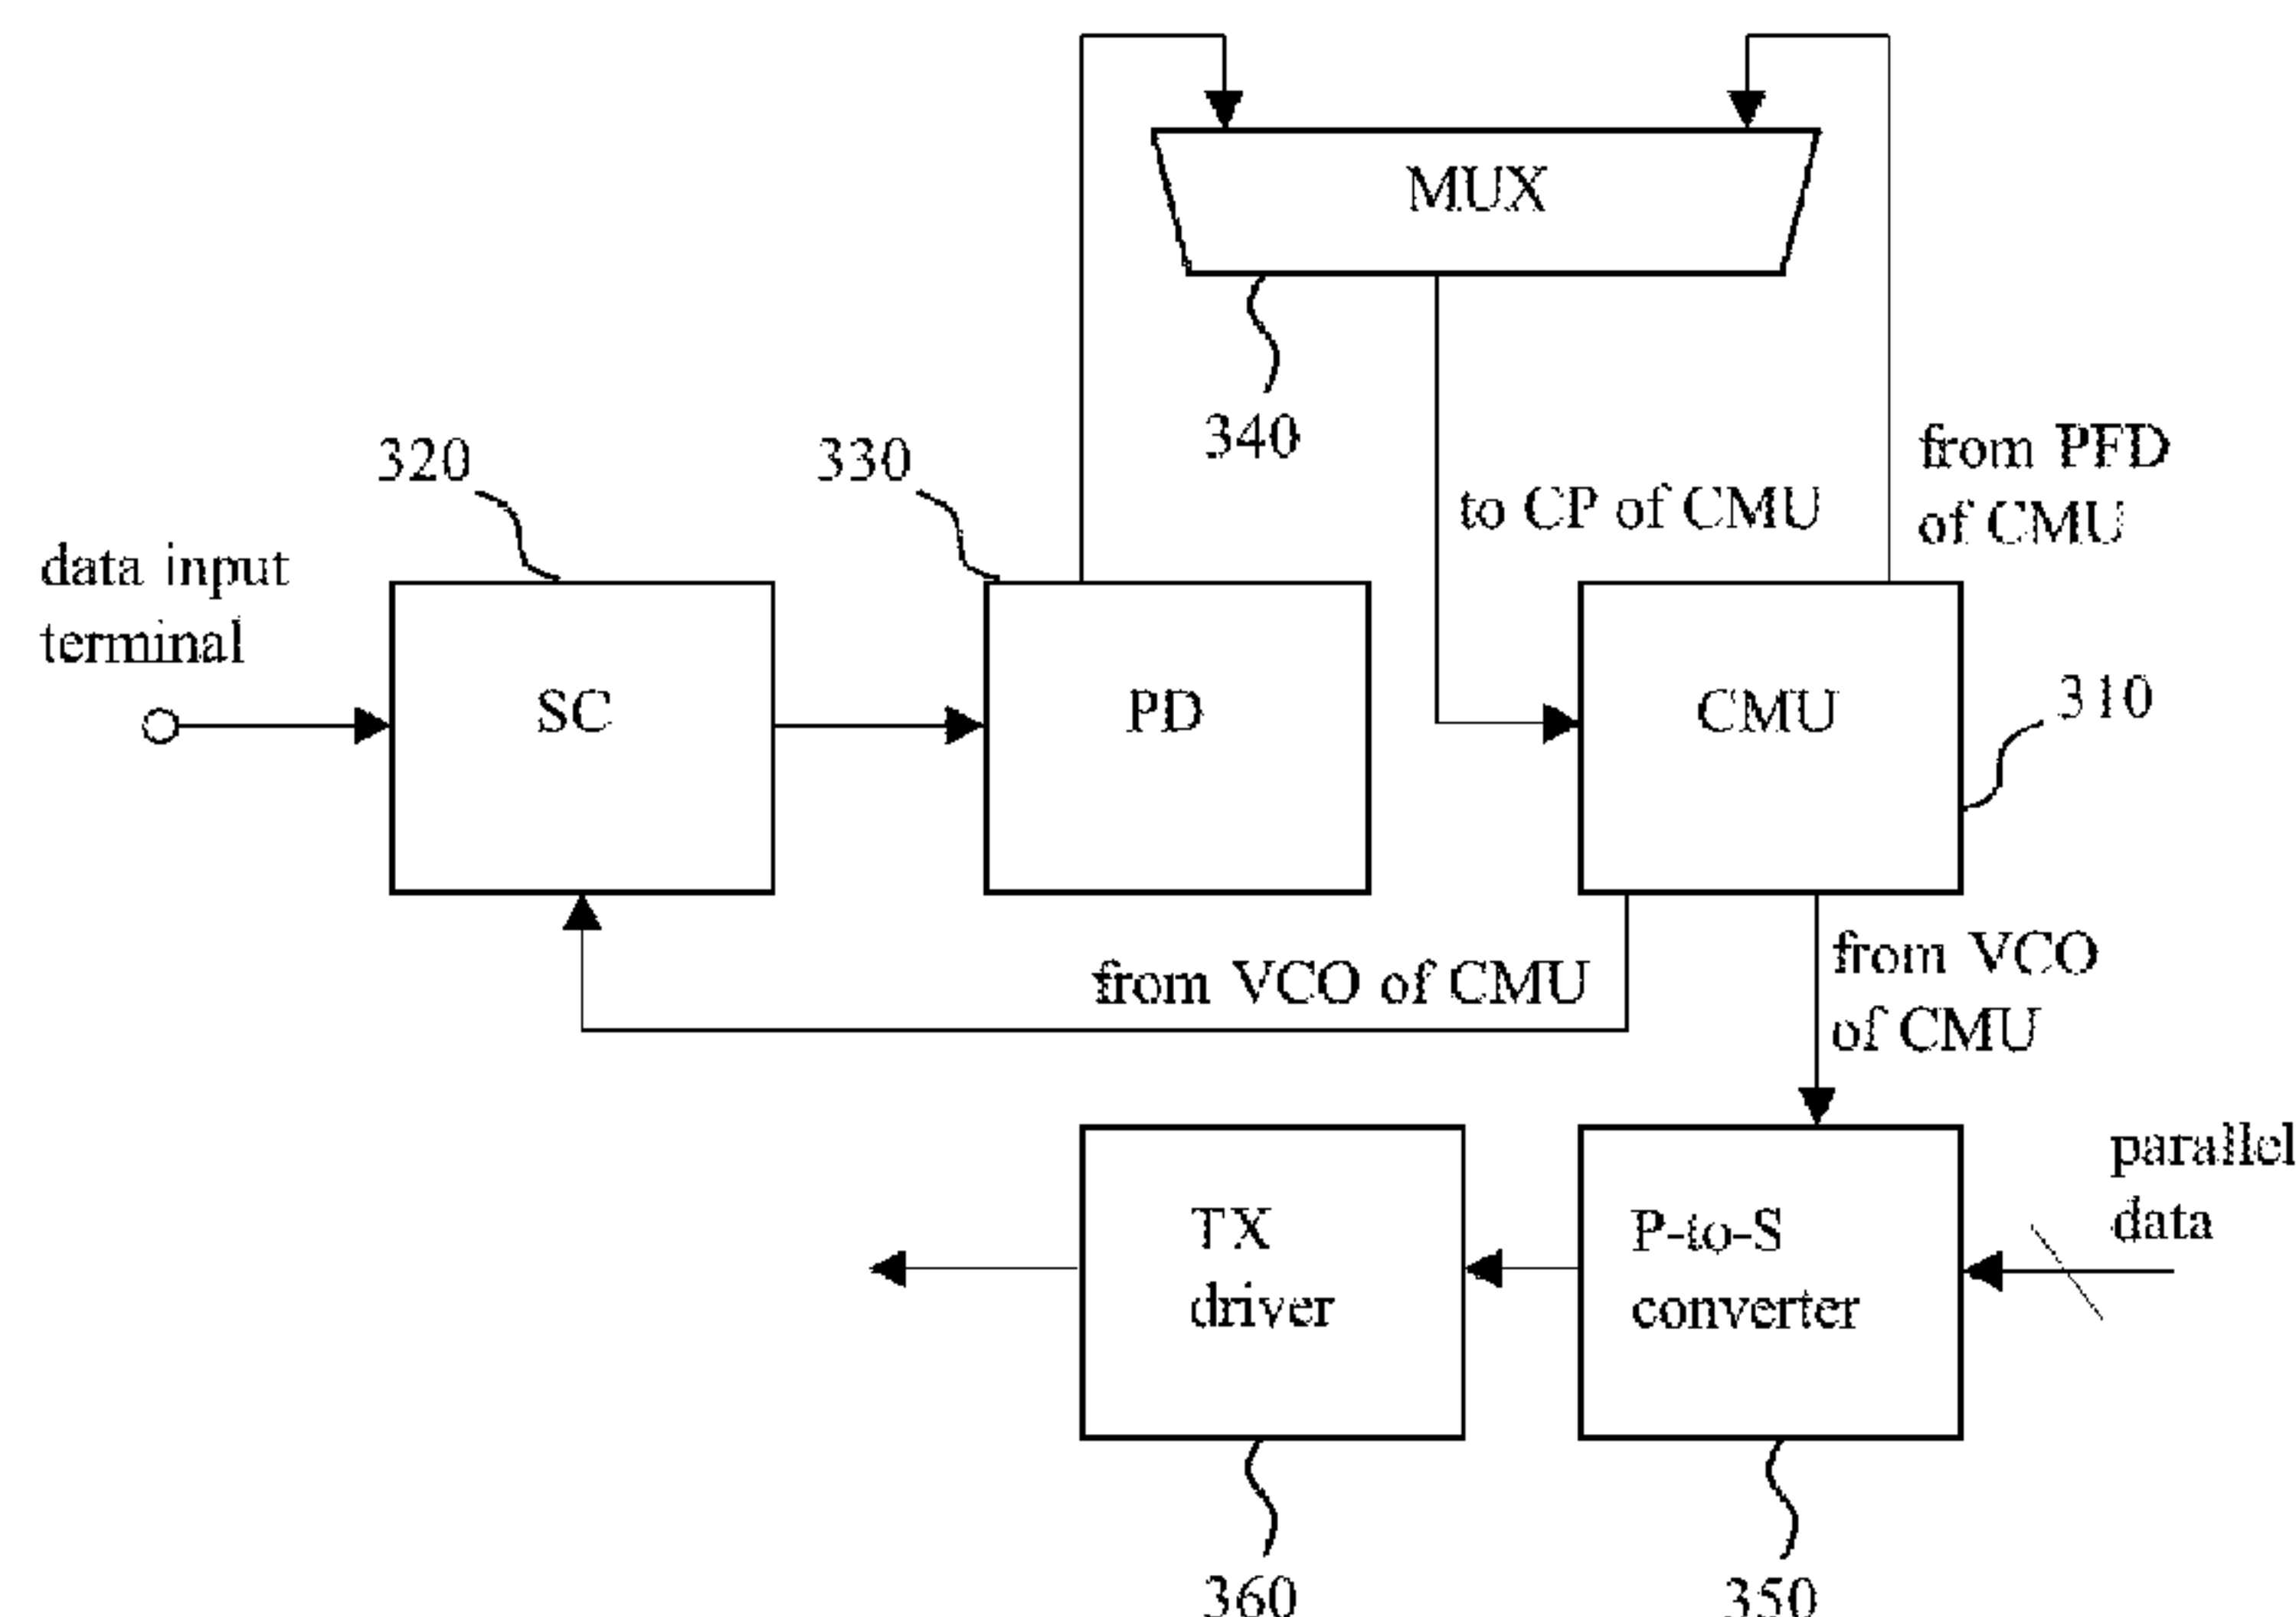 MUX
340
320
330
to CP of CMU
from PFD
of CMU
data input
terminal
SC
PD
CMU
310
from VCO of CMU
from VCO
of CMU
parallel
data
TX
driver
P-to-S
converter
360
350